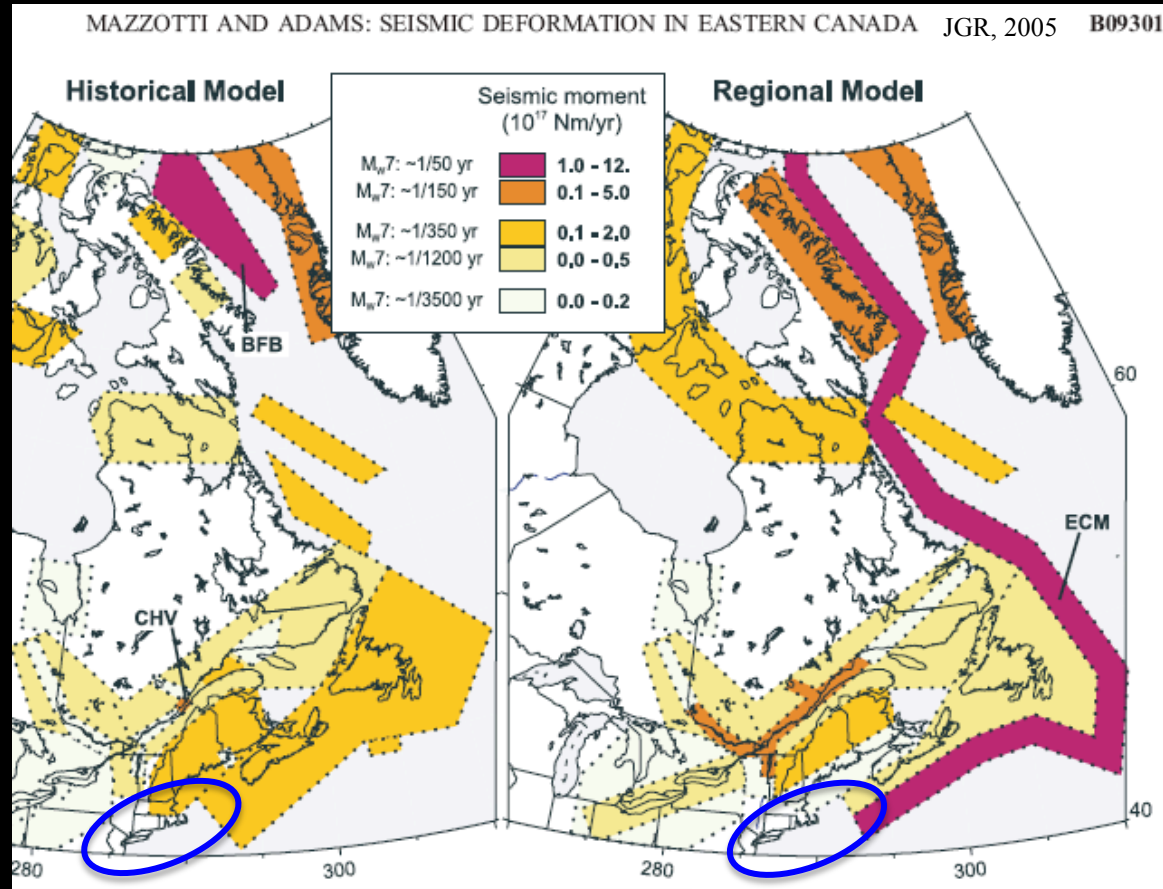 MAZZOTTI AND ADAMS: SEISMIC DEFORMATION IN EASTERN CANADA JGR, 2005 B09301
Historical Model
Seismic moment
(10¹⁷ Nm/yr)
Mw7: ~1/50 yr 1.0 - 12.
Mw7: ~1/150 yr 0.1 - 5.0
Mw7: ~1/350 yr 0.1 - 2.0
Mw7: ~1/1200 yr 0.0 - 0.5
Mw7: ~1/3500 yr 0.0 - 0.2
Regional Model
BFB
60
ECM
CHV
40
280 300 280 300